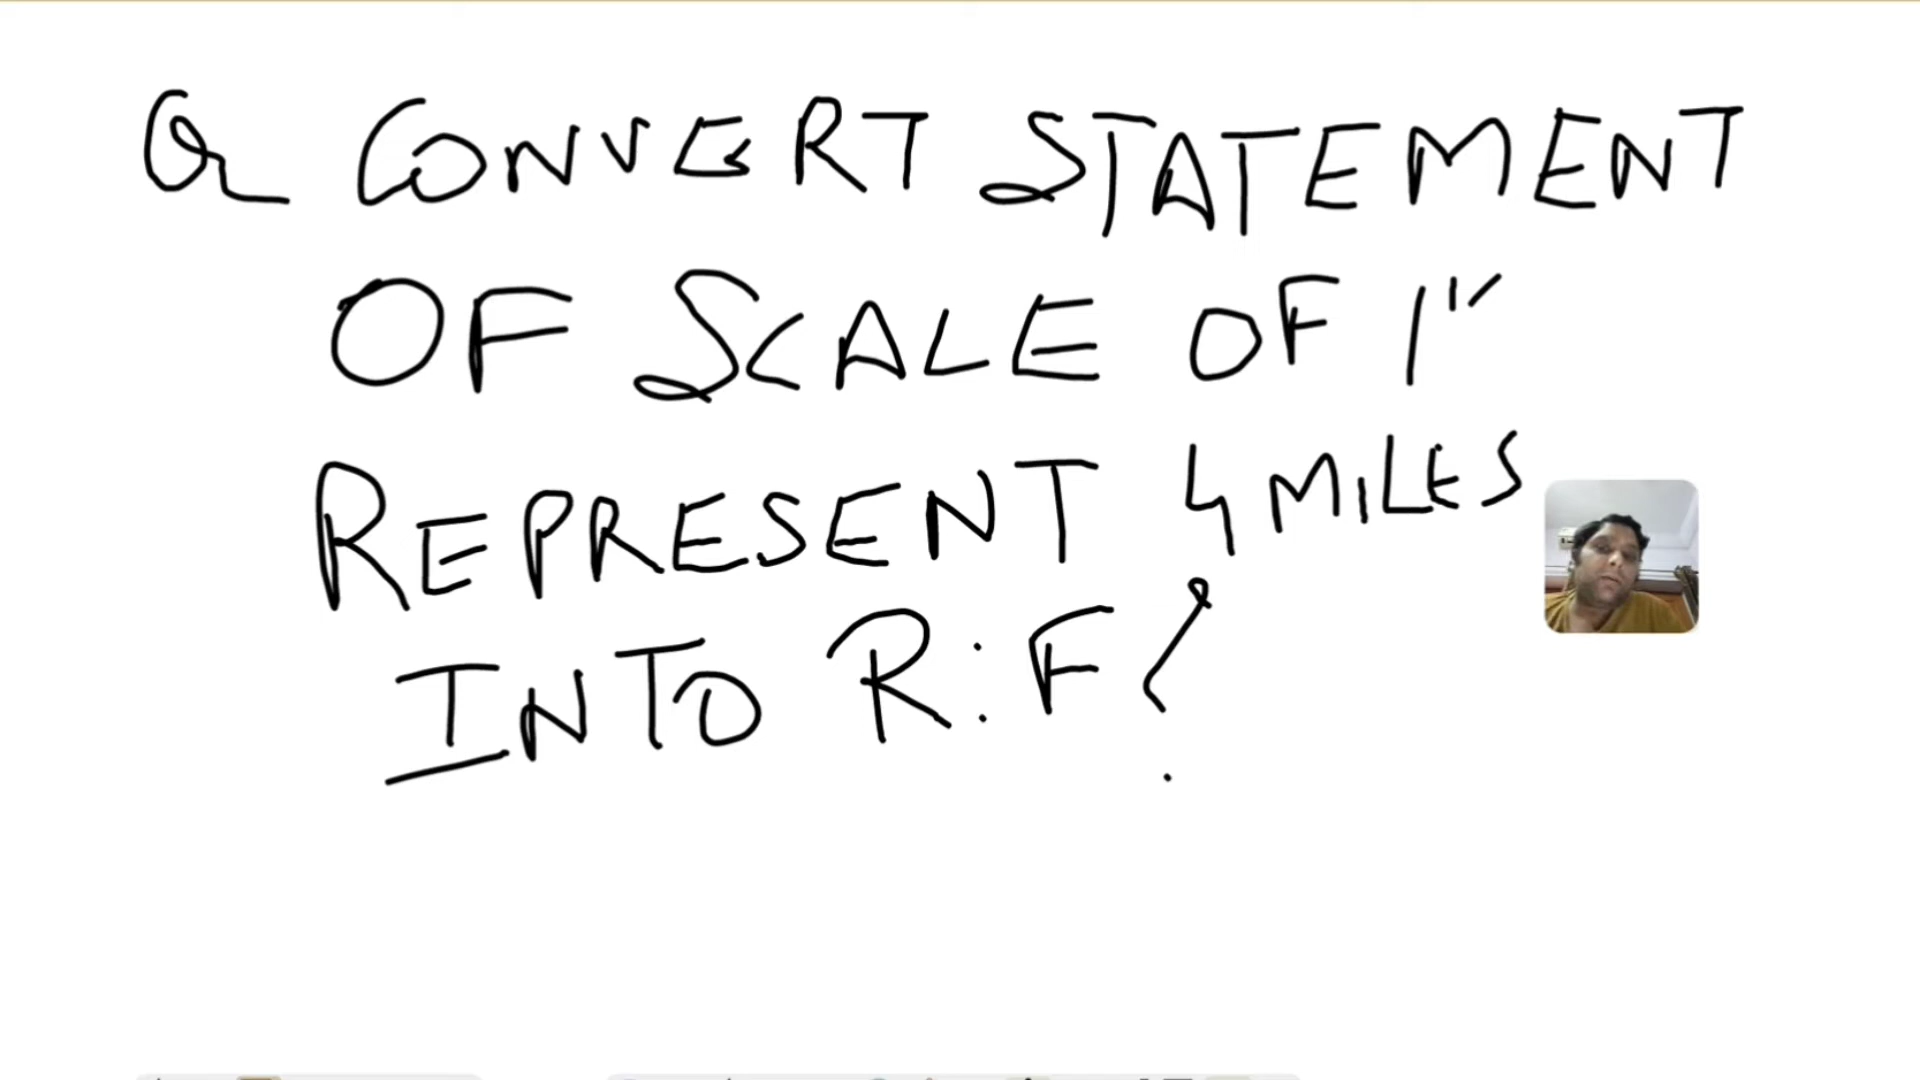 Q CONVERT STATEMENT
OF SCALE OF 1"
REPRESENT 4 MILES
INTO R:F?